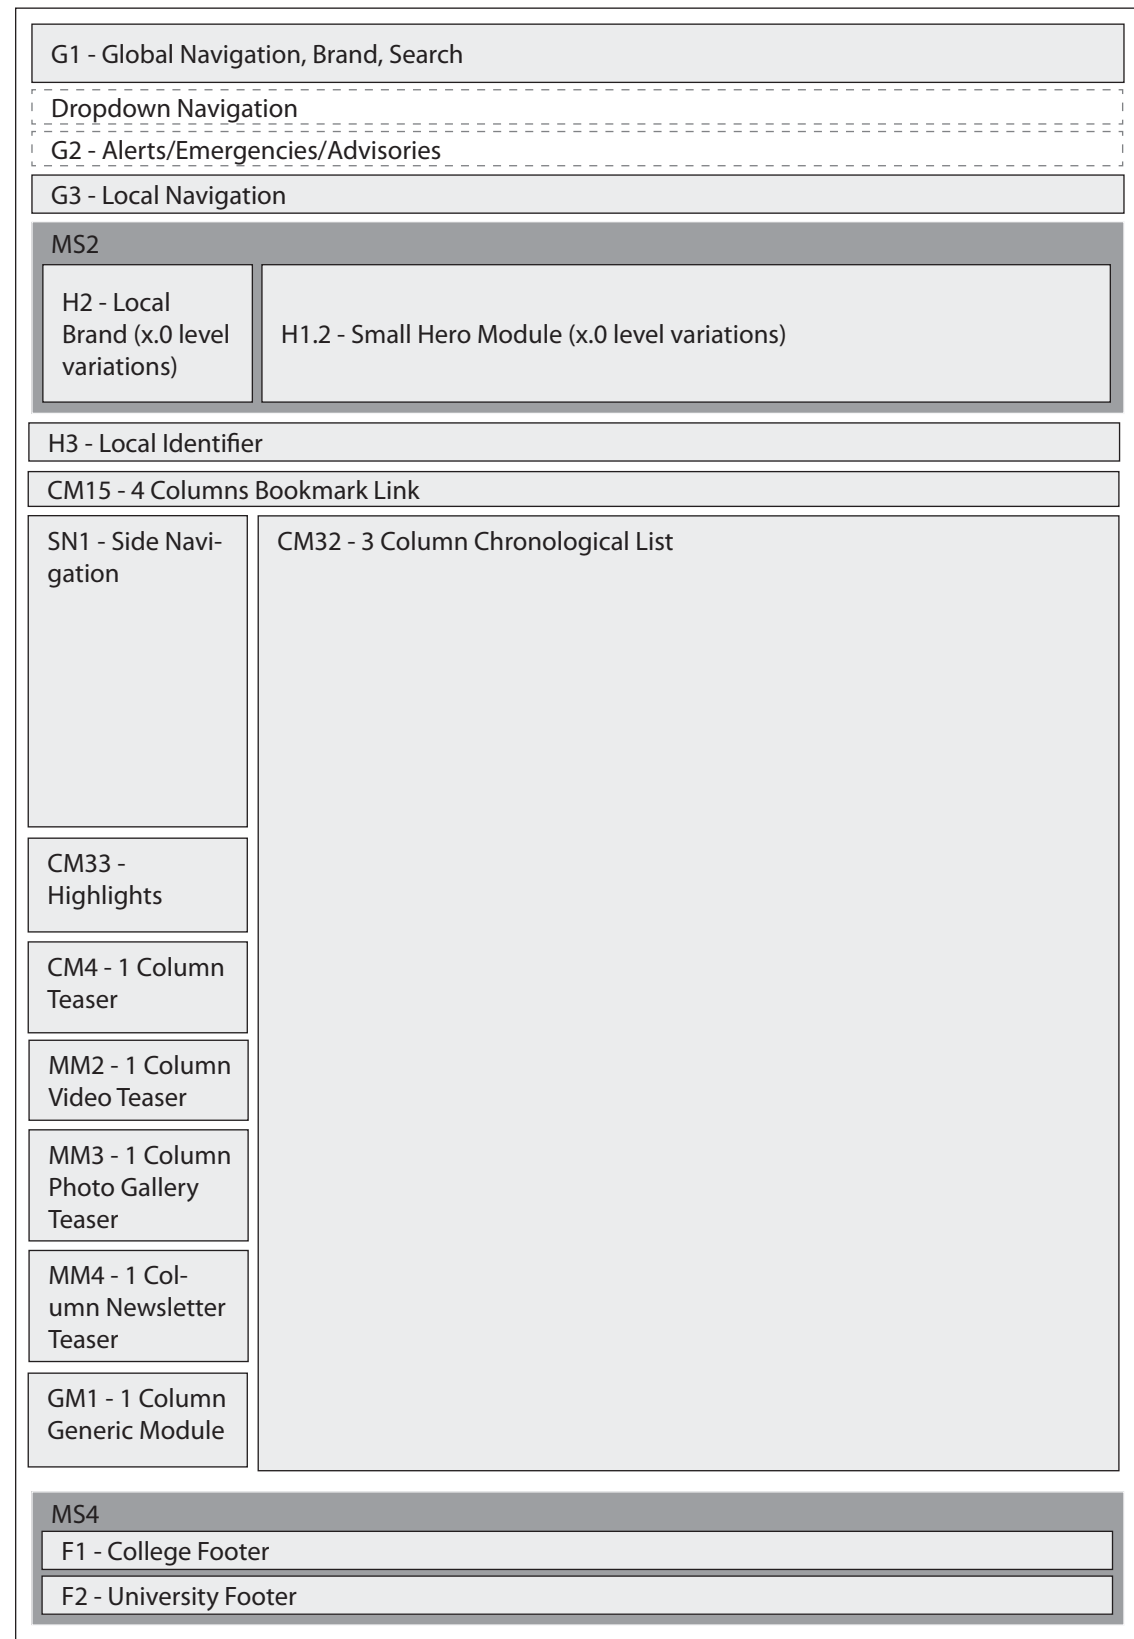 G1 - Global Navigation, Brand, Search
Dropdown Navigation
G2 - Alerts/Emergencies/Advisories
G3 - Local Navigation
MS2
H2 - Local
Brand (x.0 level
variations)
H1.2 - Small Hero Module (x.0 level variations)
H3 - Local Identifier
CM15 - 4 Columns Bookmark Link
SN1 - Side Navi-
gation
CM32 - 3 Column Chronological List
CM33 -
Highlights
CM4 - 1 Column
Teaser
MM2 - 1 Column
Video Teaser
MM3 - 1 Column
Photo Gallery
Teaser
MM4 - 1 Col-
umn Newsletter
Teaser
GM1 - 1 Column
Generic Module
MS4
F1 - College Footer
F2 - University Footer